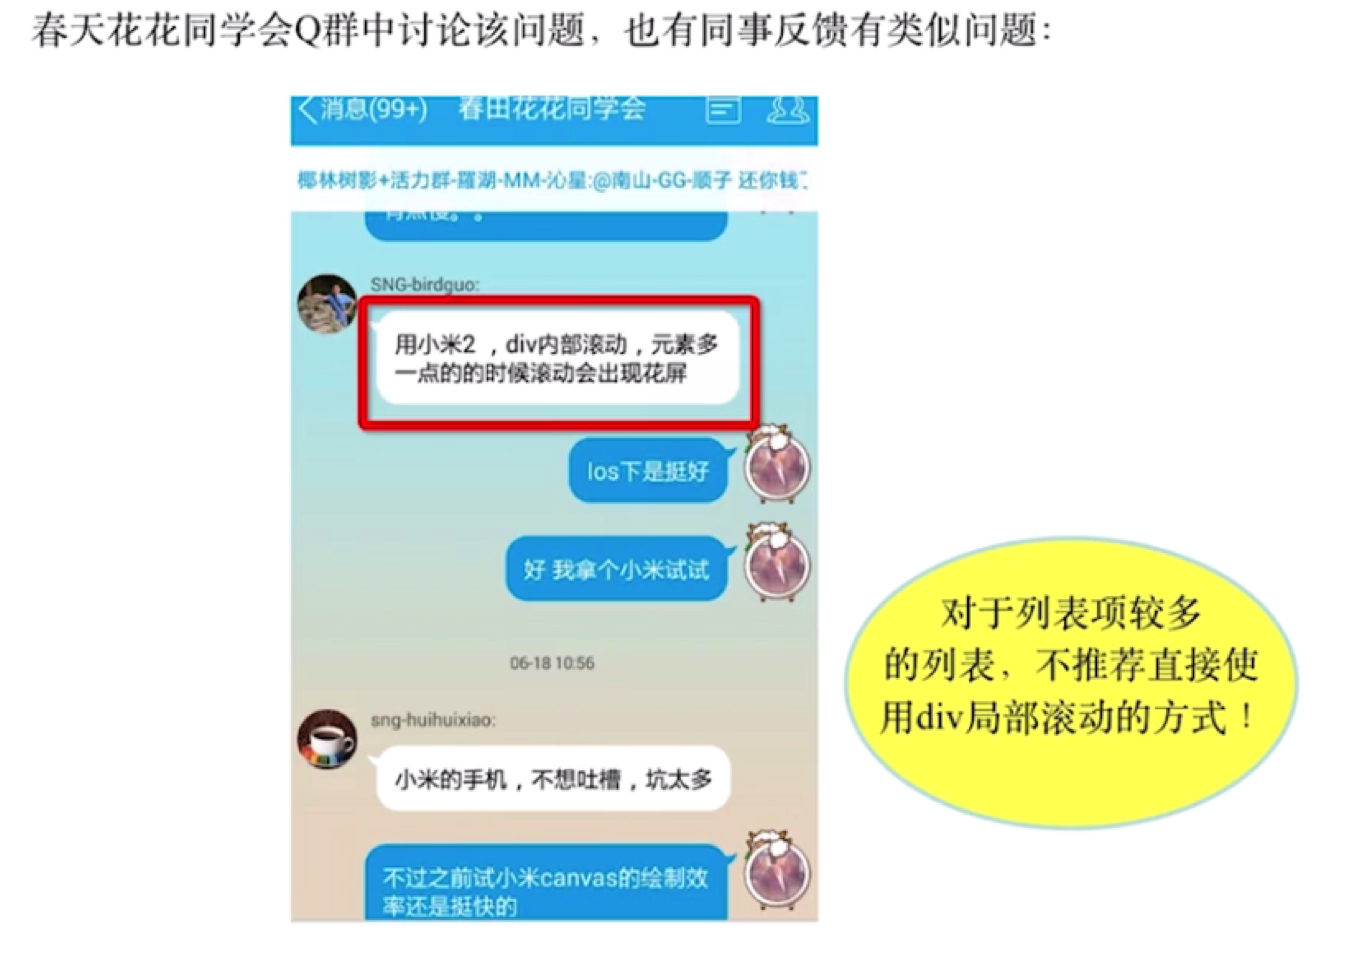 春天花花同学会Q群中讨论该问题，也有同事反馈有类似问题：
消息(99+) 春田花花同学会
椰林树影+活力群-羅湖-MM-沁星:@南山-GG-顺子 还你钱
SNG-birdguo:
用小米2 ，div内部滚动，元素多
一点的的时候滚动会出现花屏
Ios下是挺好
好 我拿个小米试试
06-18 10:56
sng-huihuixiao:
小米的手机，不想吐槽，坑太多
不过之前试小米canvas的绘制效
率还是挺快的
对于列表项较多
的列表，不推荐直接使
用div局部滚动的方式！